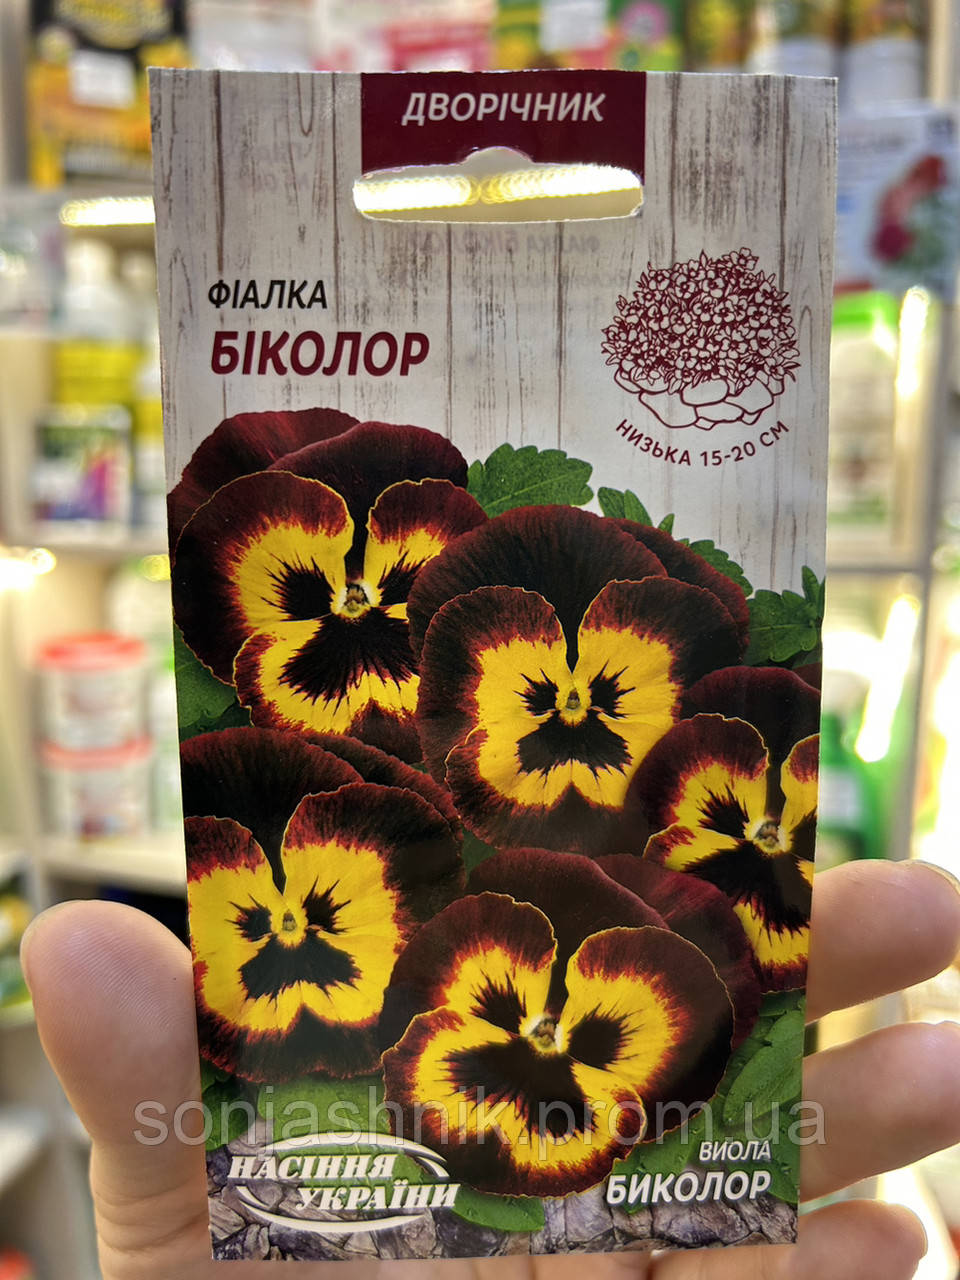 ДВОРІЧНИК
ФІАЛКА
БІКОЛОР
НИЗЬКА 15-20 СМ
sonjashnik.prom.ua
ВИОЛА
БИКОЛОР
НАСІННЯ
УКРАЇНИ